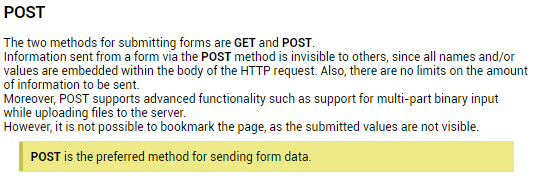 POST
The two methods for submitting forms are GET and POST.
Information sent from a form via the POST method is invisible to others, since all names and/or
values are embedded within the body of the HTTP request. Also, there are no limits on the amount
of information to be sent.
Moreover, POST supports advanced functionality such as support for multi-part binary input
while uploading files to the server.
However, it is not possible to bookmark the page, as the submitted values are not visible.
POST is the preferred method for sending form data.